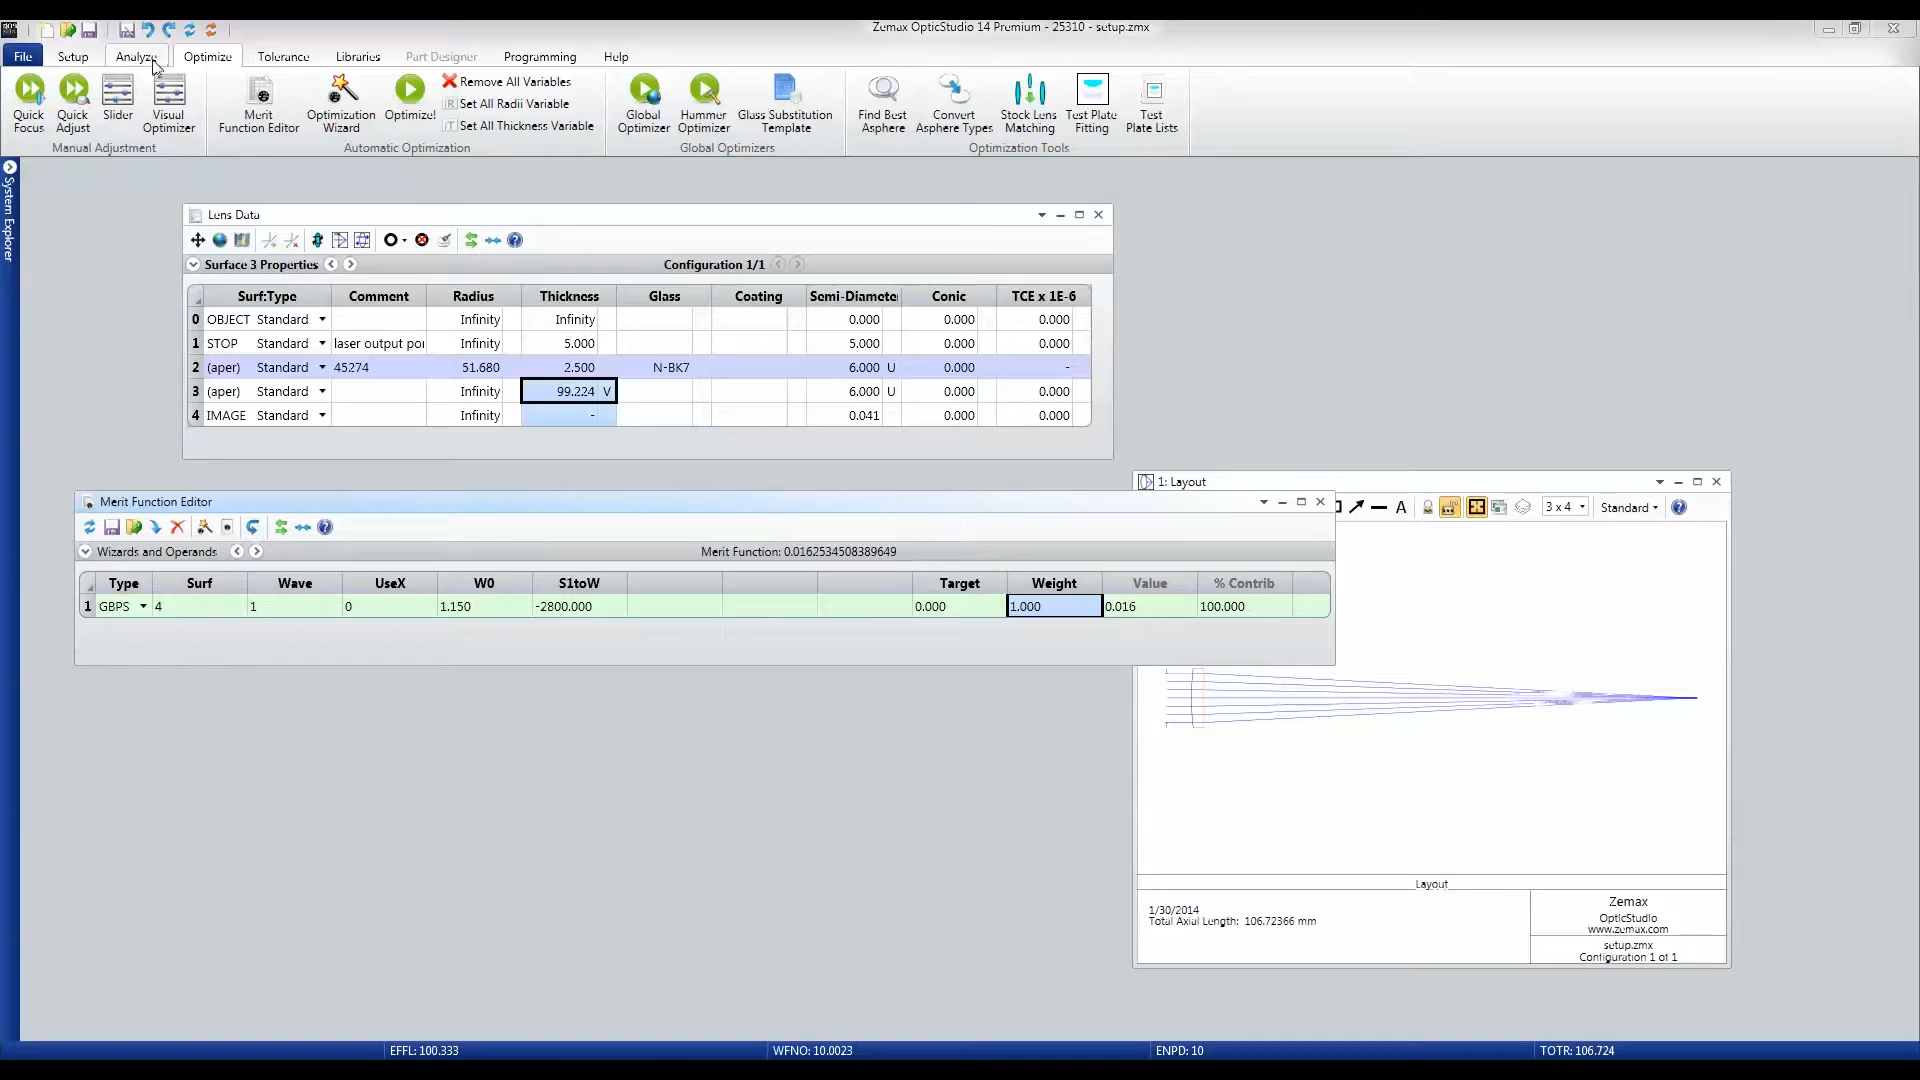 Zemax OpticStudio 14 Premium - 25310 - setup.zmx
File Setup Analyze Optimize Tolerance Libraries Part Designer Programming Help
Quick Focus
Quick Adjust
Slider
Visual Optimizer
Manual Adjustment
Merit Function Editor
Optimization Wizard
Optimize!
Remove All Variables
Set All Radii Variable
Set All Thickness Variable
Automatic Optimization
Global Optimizer
Hammer Optimizer
Glass Substitution Template
Global Optimizers
Find Best Asphere
Convert Asphere Types
Stock Lens Matching
Test Plate Fitting
Test Plate Lists
Optimization Tools
System Explorer
Lens Data
Surface 3 Properties
Configuration 1/1
Surf:Type Comment Radius Thickness Glass Coating Semi-Diamete Conic TCE x 1E-6
0 OBJECT Standard Infinity Infinity 0.000 0.000 0.000
1 STOP Standard laser output por Infinity 5.000 5.000 0.000 0.000
2 (aper) Standard 45274 51.680 2.500 N-BK7 6.000 U 0.000 -
3 (aper) Standard Infinity 99.224 V 6.000 U 0.000 0.000
4 IMAGE Standard Infinity - 0.041 0.000 0.000
Merit Function Editor
Wizards and Operands
Merit Function: 0.0162534508389649
Type Surf Wave UseX W0 S1toW Target Weight Value % Contrib
1 GBPS 4 1 0 1.150 -2800.000 0.000 1.000 0.016 100.000
1: Layout
A 3 x 4 Standard
Layout
1/30/2014
Total Axial Length: 106.72366 mm
Zemax
OpticStudio
www.zemax.com
setup.zmx
Configuration 1 of 1
EFFL: 100.333 WFNO: 10.0023 ENPD: 10 TOTR: 106.724